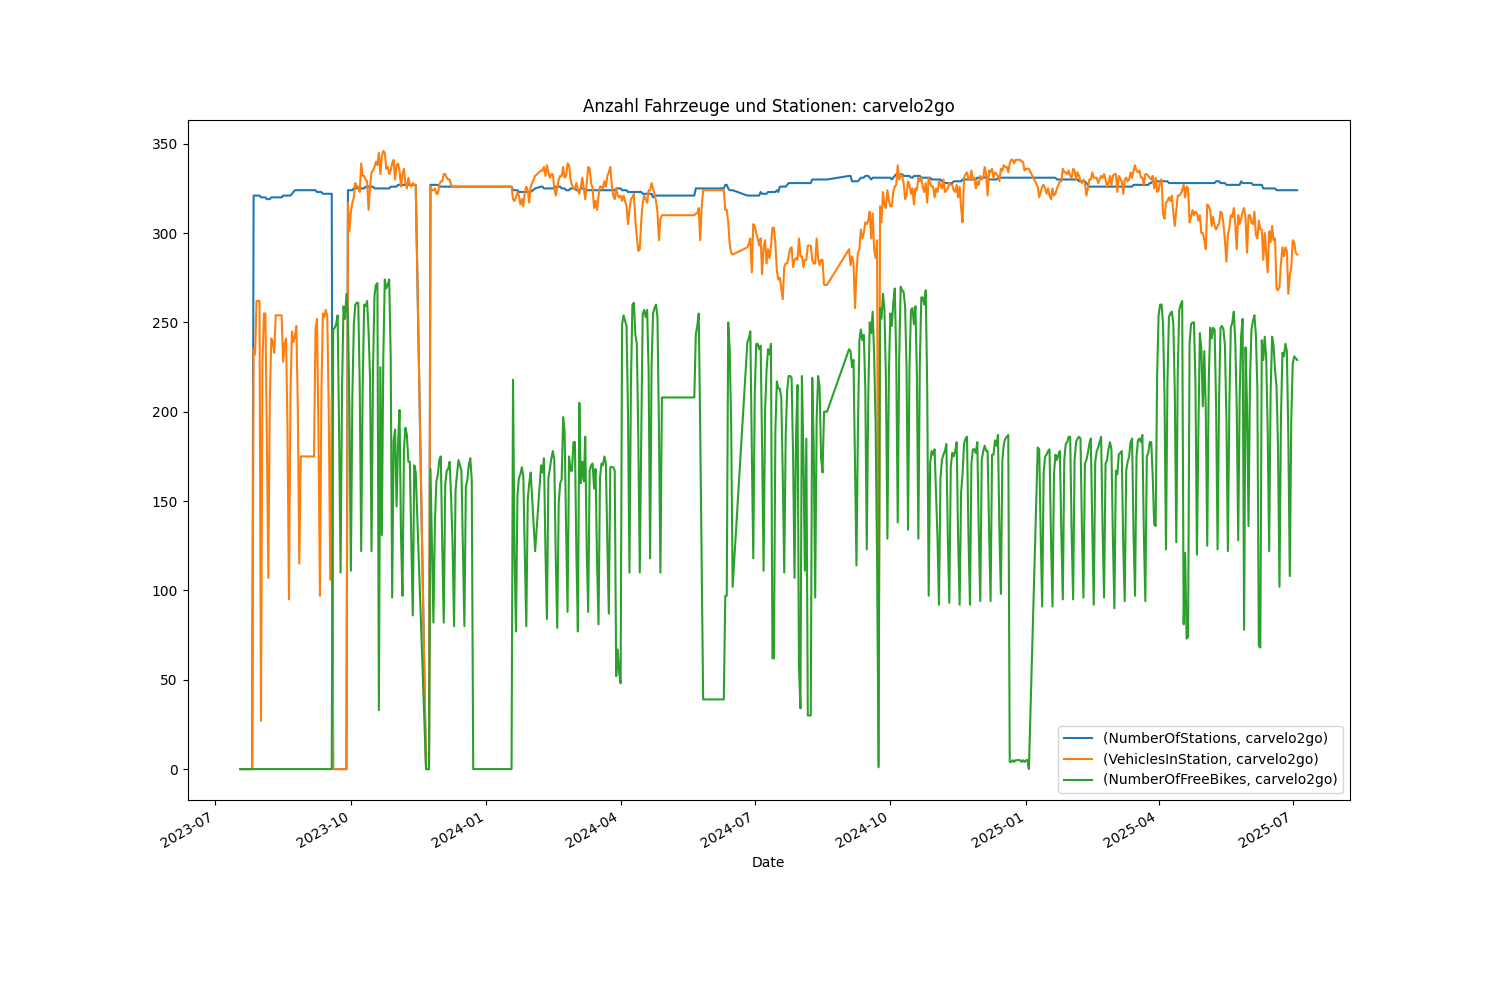 Anzahl Fahrzeuge und Stationen: carvelo2go
350
300
250
200
150
100
50
0
(NumberOfStations, carvelo2go)
(VehiclesInStation, carvelo2go)
(NumberOfFreeBikes, carvelo2go)
2023-07 2023-10 2024-01 2024-04 2024-07 2024-10 2025-01 2025-04 2025-07
Date